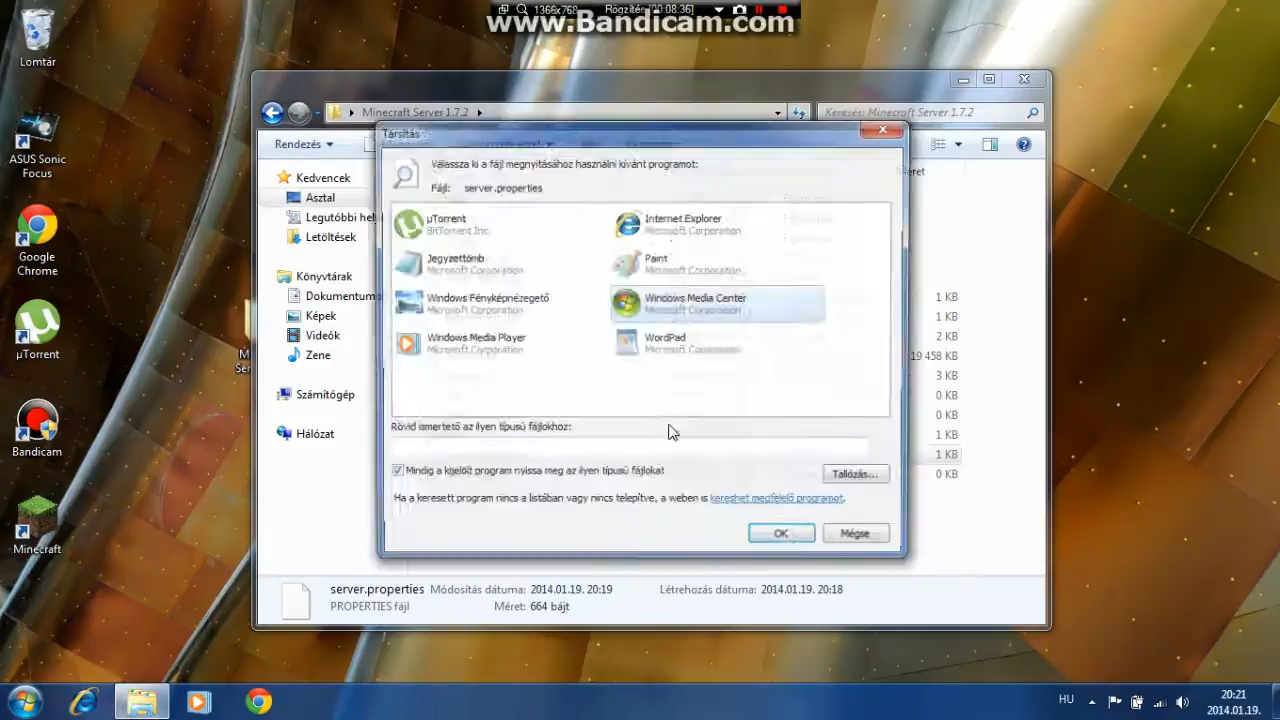 1366x768
Rögzítés [00:08:36]
www.Bandicam.com
Lomtár
ASUS Sonic
Focus
Google
Chrome
µTorrent
Bandicam
Minecraft
Minecraft Server 1.7.2
Keresés: Minecraft Server 1.7.2
Rendezés
Kedvencek
Asztal
Legutóbbi hel
Letöltések
Könyvtárak
Dokumentumo
Képek
Videók
Zene
Számítógép
Hálózat
Társítás
Válassza ki a fájl megnyitásához használni kívánt programot:
Fájl: server.properties
µTorrent
BitTorrent Inc.
Internet Explorer
Microsoft Corporation
Jegyzettömb
Microsoft Corporation
Paint
Microsoft Corporation
Windows Fényképnézegető
Microsoft Corporation
Windows Media Center
Microsoft Corporation
Windows Media Player
Microsoft Corporation
WordPad
Microsoft Corporation
Rövid ismertető az ilyen típusú fájlokhoz:
Mindig a kijelölt program nyissa meg az ilyen típusú fájlokat
Tallózás...
Ha a keresett program nincs a listában vagy nincs telepítve, a weben is kereshet megfelelő programot.
OK
Mégse
1 KB
1 KB
2 KB
19 458 KB
3 KB
0 KB
0 KB
1 KB
1 KB
0 KB
server.properties Módosítás dátuma: 2014.01.19. 20:19 Létrehozás dátuma: 2014.01.19. 20:18
PROPERTIES fájl Méret: 664 bájt
HU
20:21
2014.01.19.